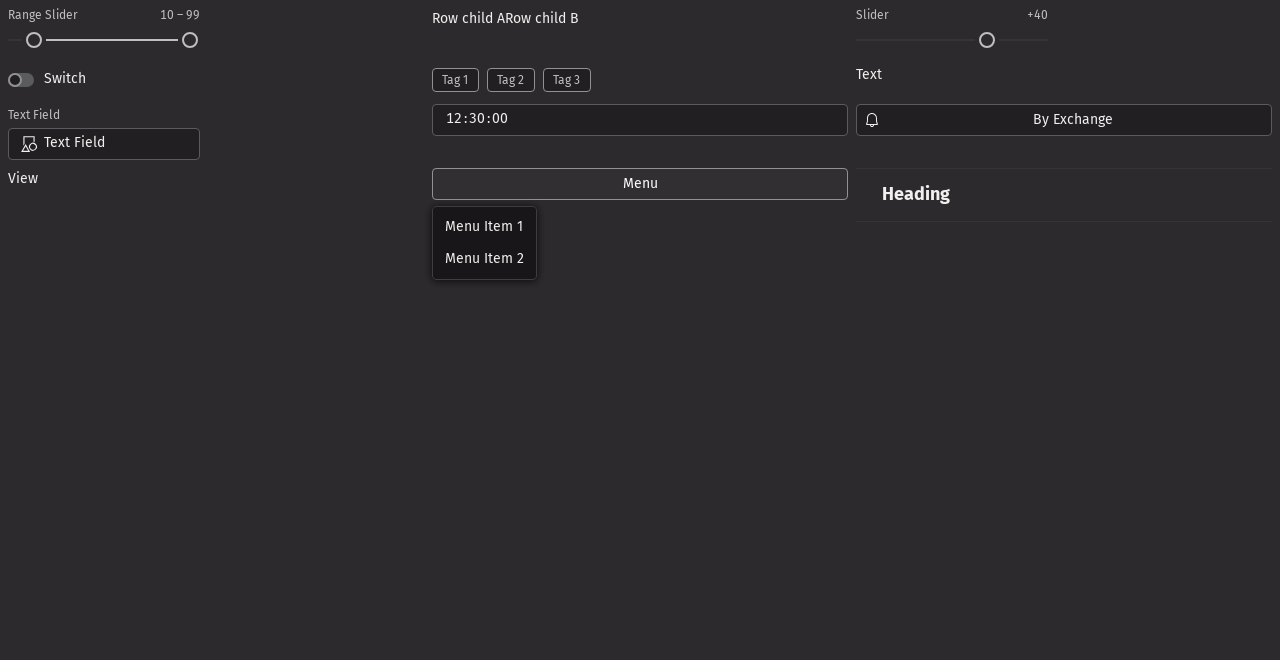 Range Slider 10 – 99
Switch
Text Field
Text Field
View
Row child ARow child B
Tag 1 Tag 2 Tag 3
12:30:00
Menu
Menu Item 1
Menu Item 2
Slider +40
Text
By Exchange
Heading